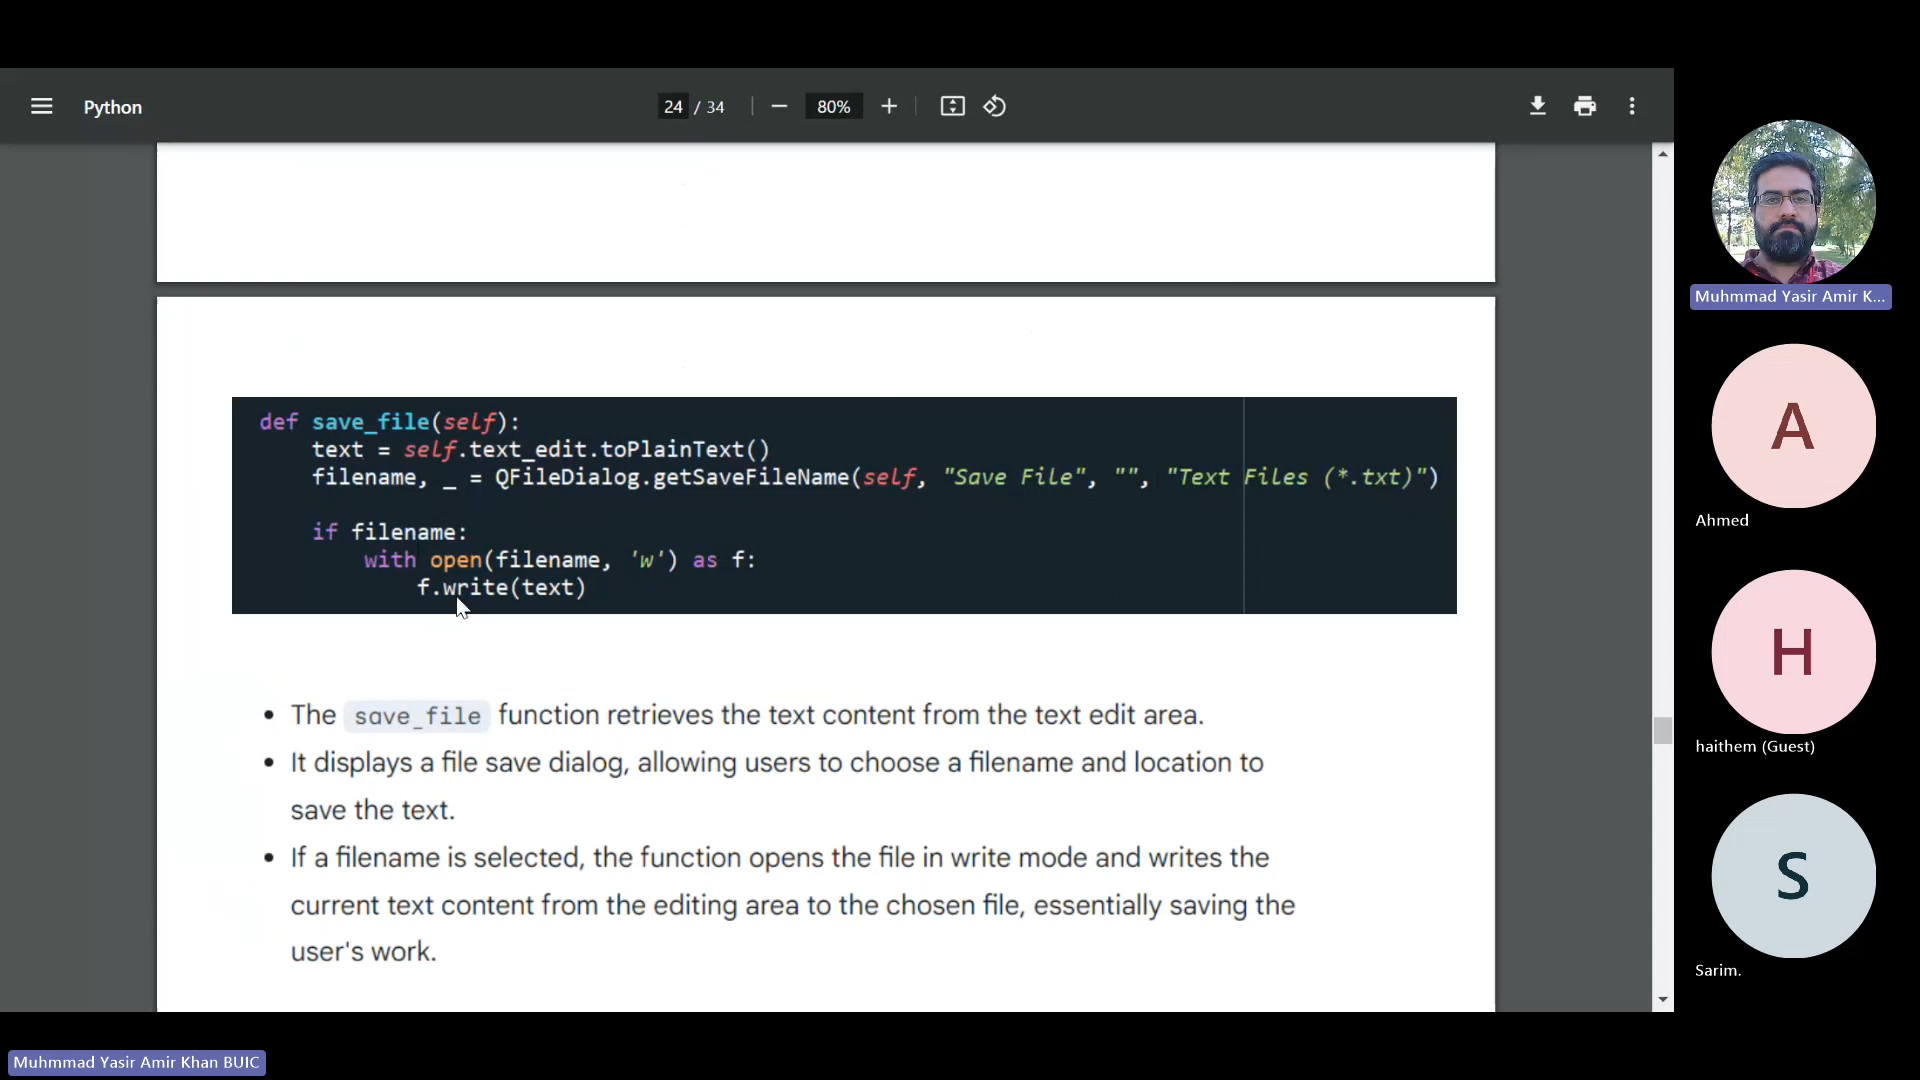 Python
24 / 34
80%
def save_file(self):
text = self.text_edit.toPlainText()
filename, _ = QFileDialog.getSaveFileName(self, "Save File", "", "Text Files (*.txt)")
if filename:
with open(filename, 'w') as f:
f.write(text)
• The save_file function retrieves the text content from the text edit area.
• It displays a file save dialog, allowing users to choose a filename and location to
save the text.
• If a filename is selected, the function opens the file in write mode and writes the
current text content from the editing area to the chosen file, essentially saving the
user's work.
Muhmmad Yasir Amir K...
A
Ahmed
H
haithem (Guest)
S
Sarim.
Muhmmad Yasir Amir Khan BUIC